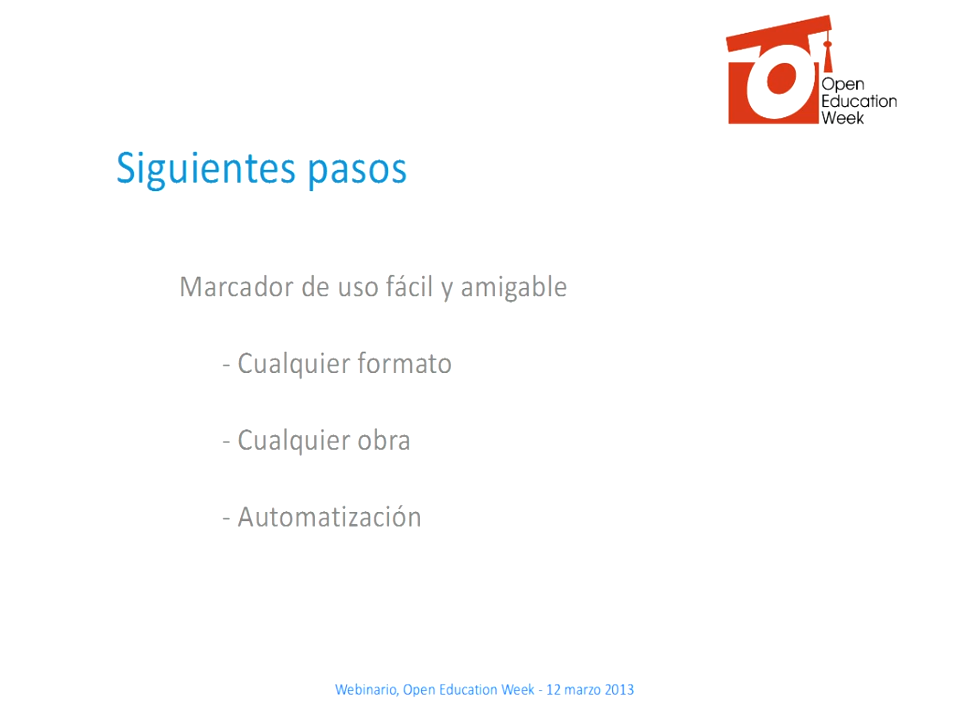 Open
Education
Week
Siguientes pasos
Marcador de uso fácil y amigable
- Cualquier formato
- Cualquier obra
- Automatización
Webinario, Open Education Week - 12 marzo 2013